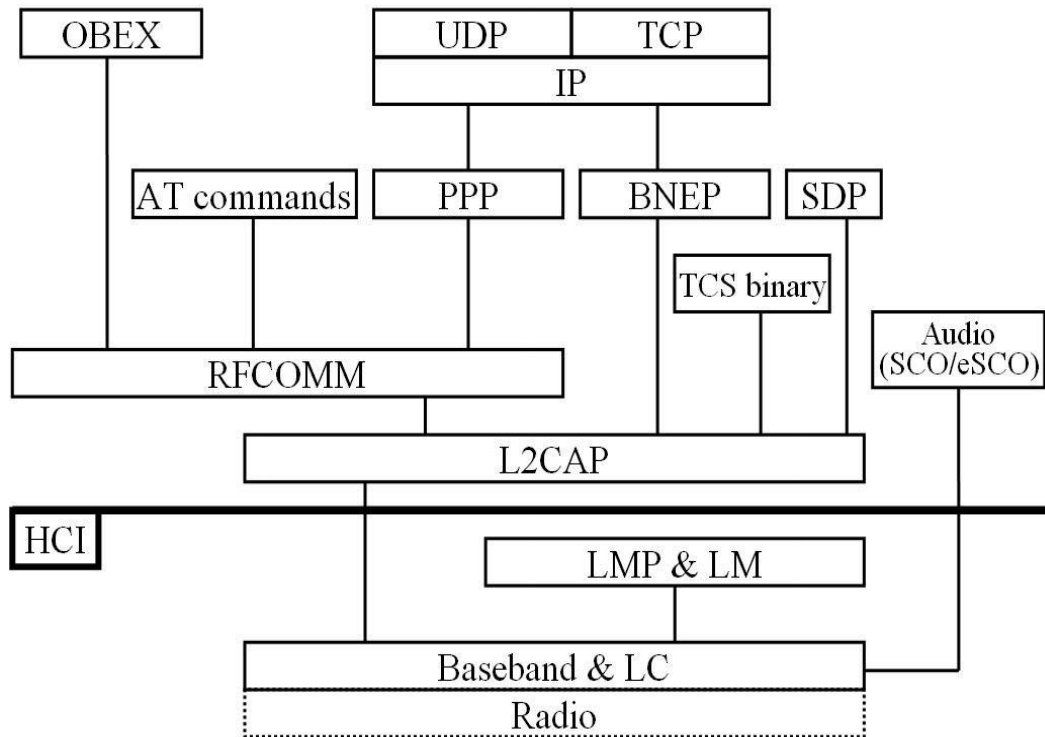 OBEX
UDP
TCP
IP
AT commands
PPP
BNEP
SDP
TCS binary
Audio
(SCO/eSCO)
RFCOMM
L2CAP
HCI
LMP & LM
Baseband & LC
Radio